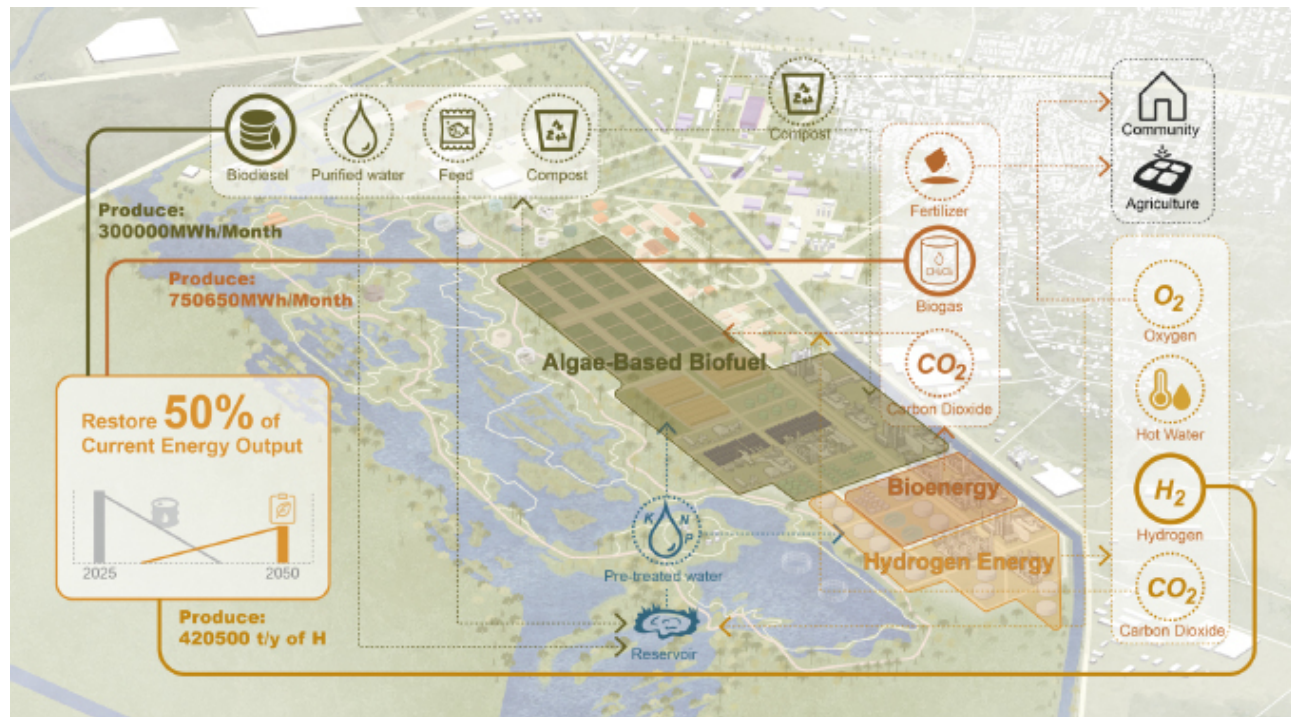 Biodiesel
Purified water
Feed
Compost
Compost
Community
Agriculture
Fertilizer
CH₄CO₂
Biogas
CO₂
Carbon Dioxide
O₂
Oxygen
Hot Water
H₂
Hydrogen
CO₂
Carbon Dioxide
Produce:
300000MWh/Month
Produce:
750650MWh/Month
Algae-Based Biofuel
Bioenergy
Hydrogen Energy
Restore 50% of
Current Energy Output
2025
2050
K N
P
Pre-treated water
Reservoir
Produce:
420500 t/y of H